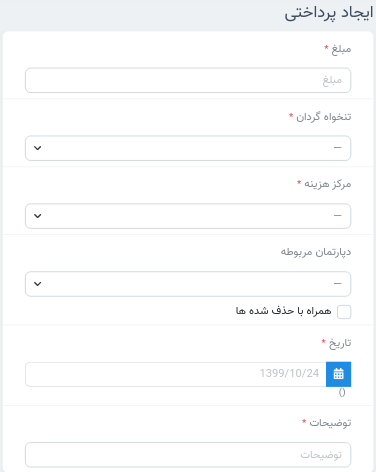 ایجاد پرداختی
مبلغ *
مبلغ
تنخواه گردان *
—
مرکز هزینه *
—
دپارتمان مربوطه
—
همراه با حذف شده ها
تاریخ *
1399/10/24
()
توضیحات *
توضیحات